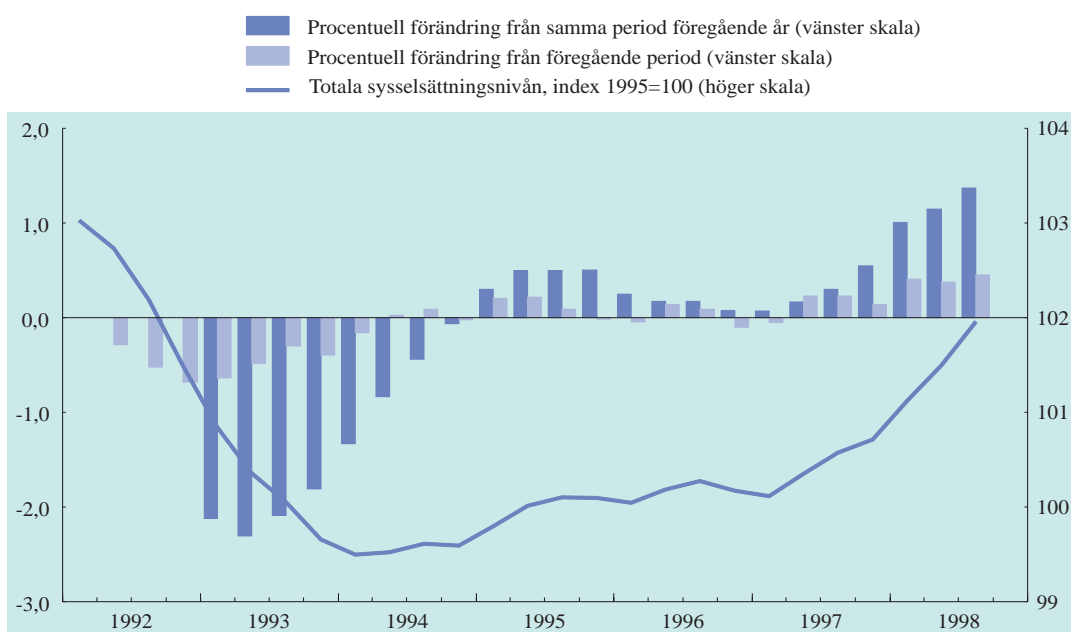 Procentuell förändring från samma period föregående år (vänster skala)
Procentuell förändring från föregående period (vänster skala)
Totala sysselsättningsnivån, index 1995=100 (höger skala)
2,0 104
1,0 103
0,0 102
-1,0 101
-2,0 100
-3,0 99
1992 1993 1994 1995 1996 1997 1998